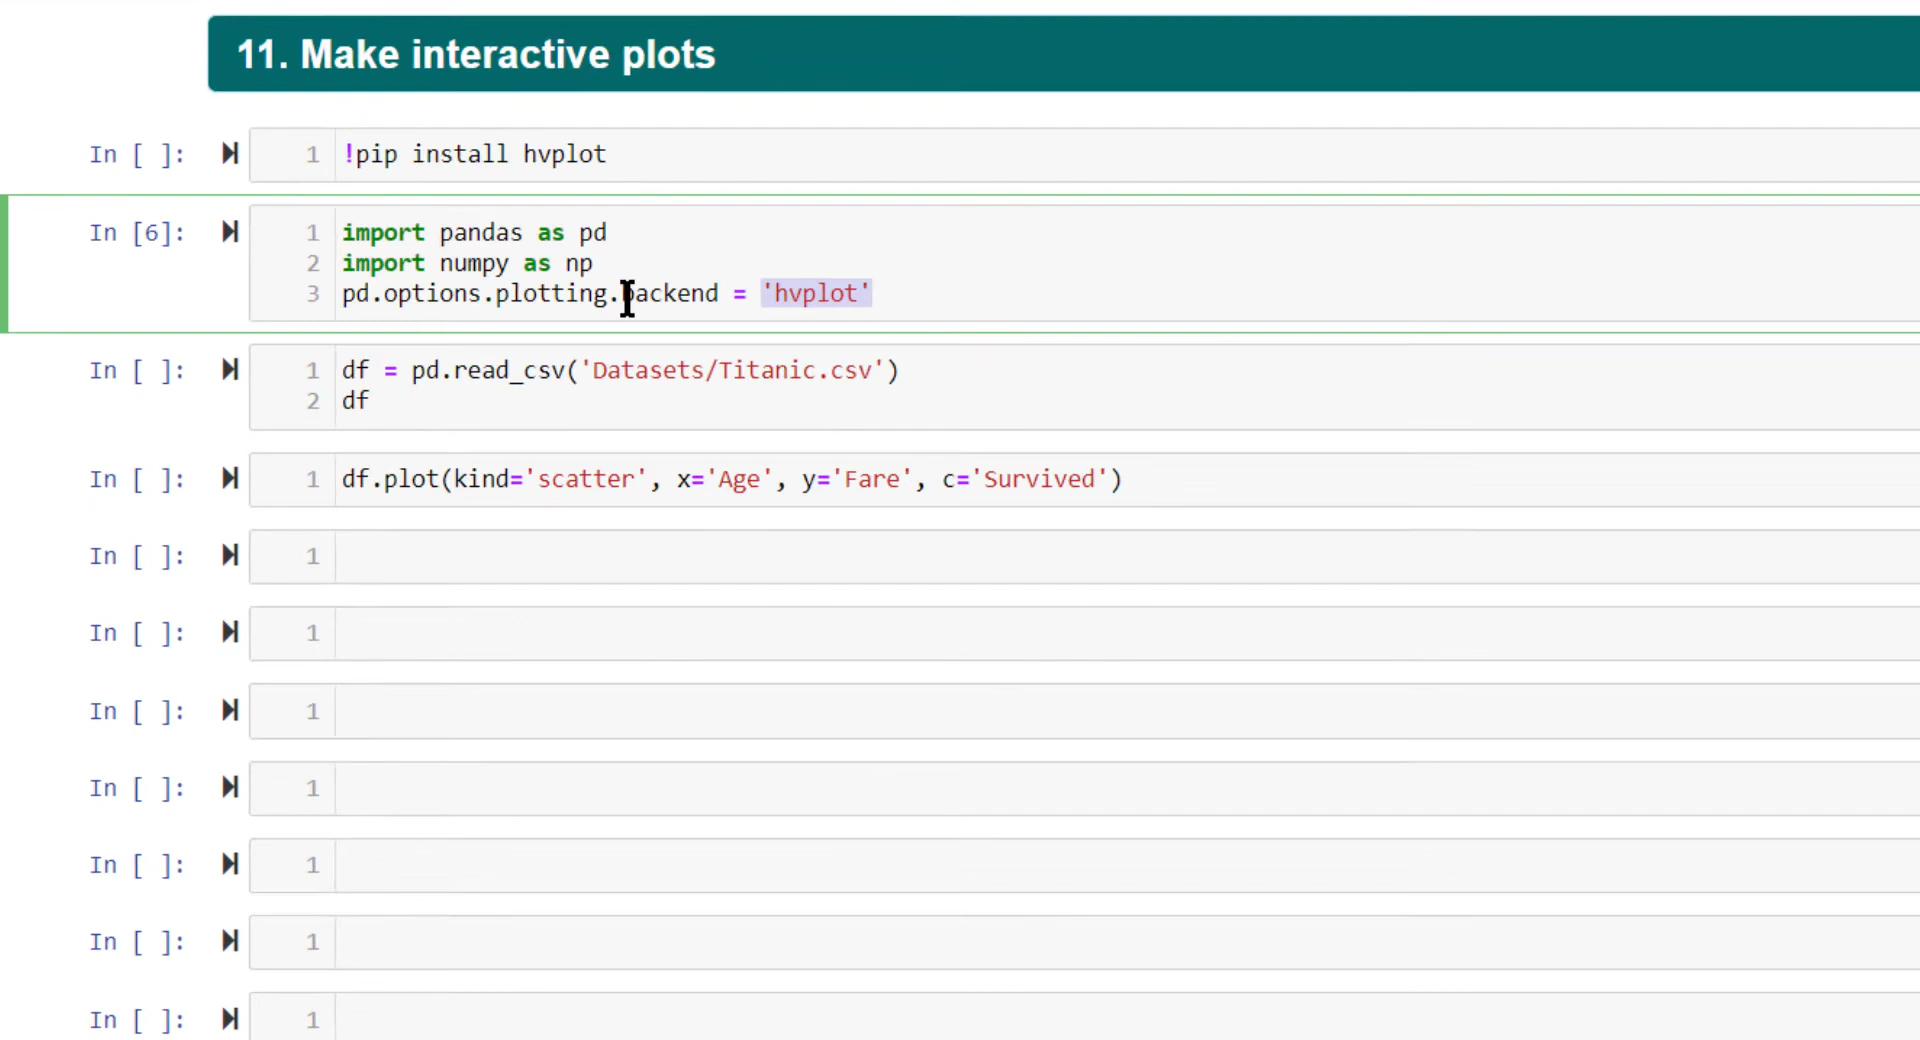 11. Make interactive plots
In [ ]: 1 !pip install hvplot
In [6]: 1 import pandas as pd
2 import numpy as np
3 pd.options.plotting.backend = 'hvplot'
In [ ]: 1 df = pd.read_csv('Datasets/Titanic.csv')
2 df
In [ ]: 1 df.plot(kind='scatter', x='Age', y='Fare', c='Survived')
In [ ]: 1
In [ ]: 1
In [ ]: 1
In [ ]: 1
In [ ]: 1
In [ ]: 1
In [ ]: 1